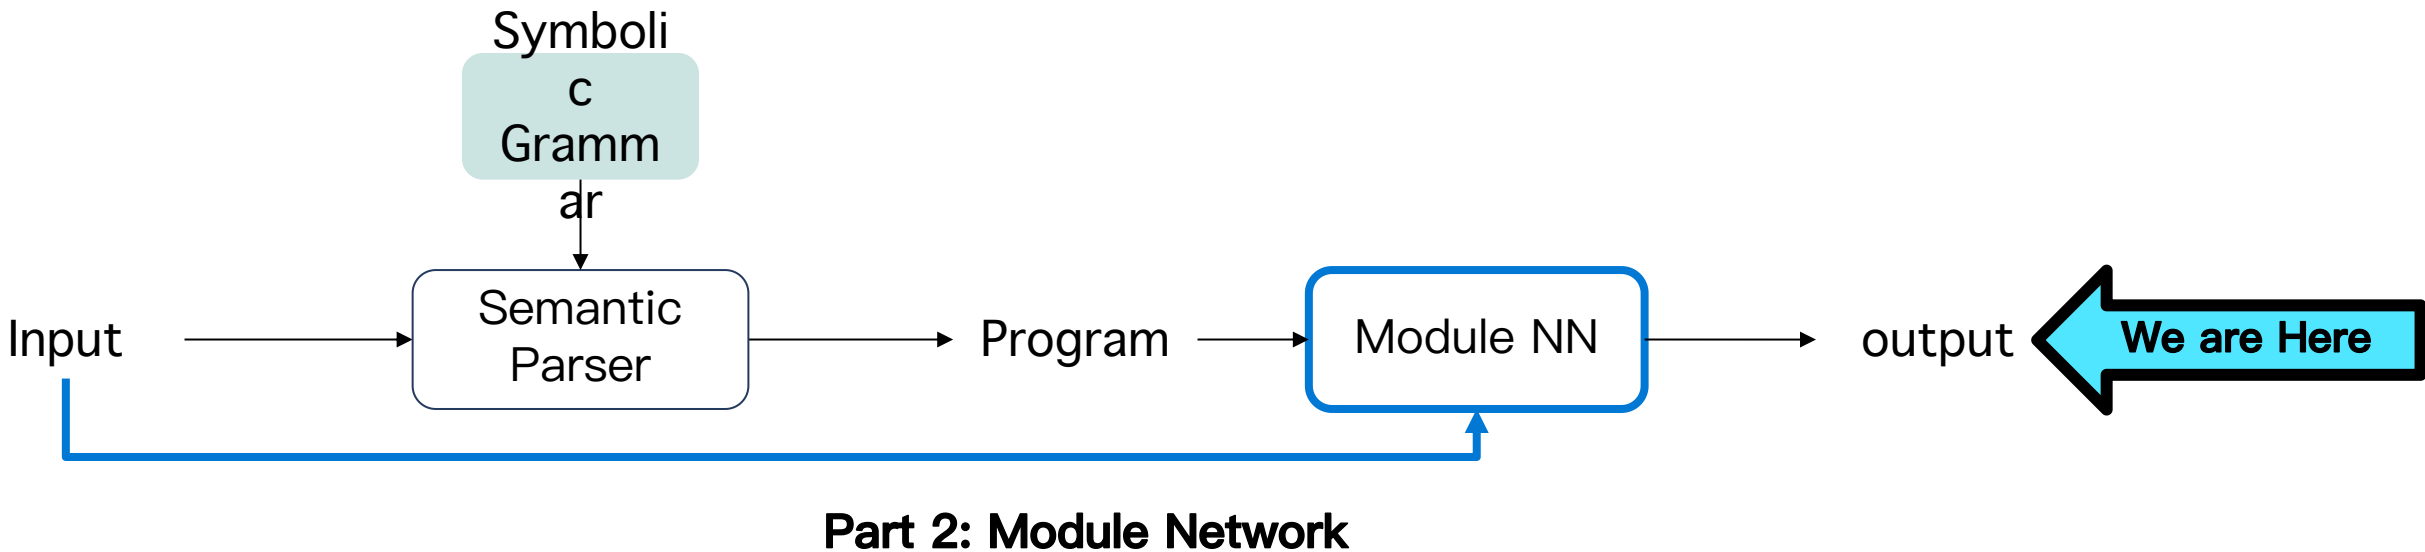 Symboli
c
Gramm
ar
Input
Semantic
Parser
Program
Module NN
output
We are Here
Part 2: Module Network